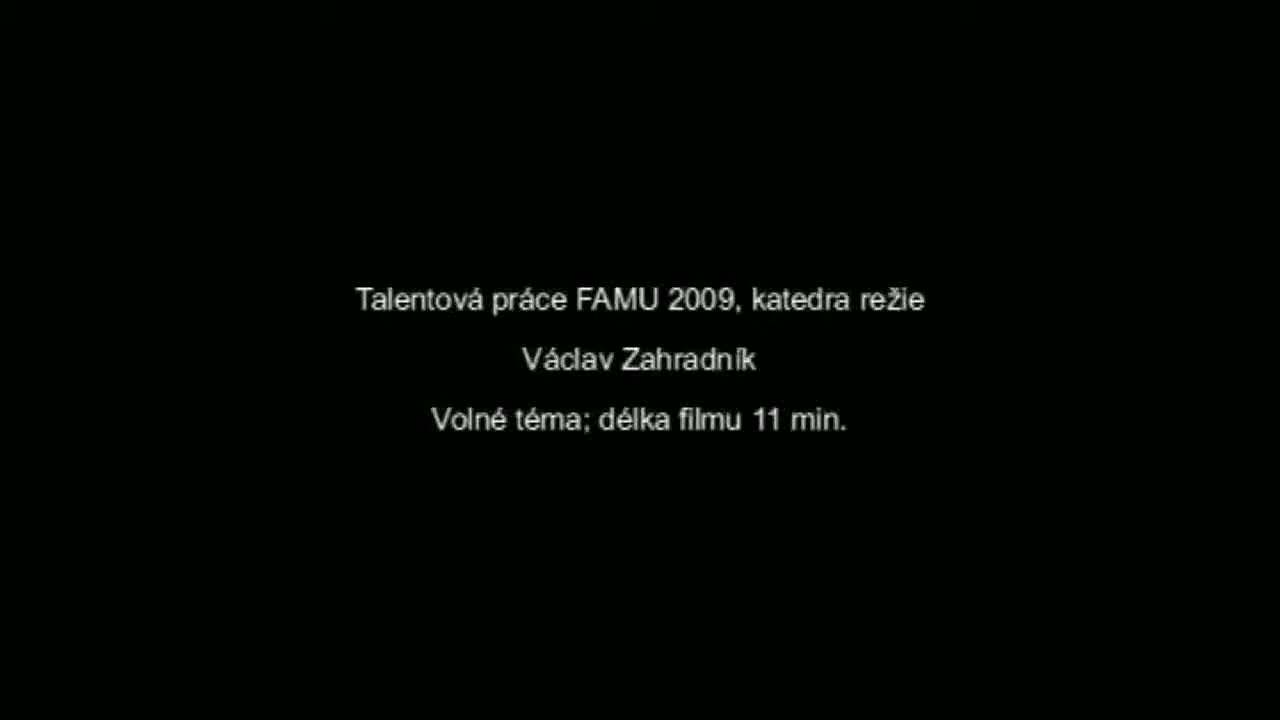 Talentová práce FAMU 2009, katedra režie
Václav Zahradník
Volné téma; délka filmu 11 min.